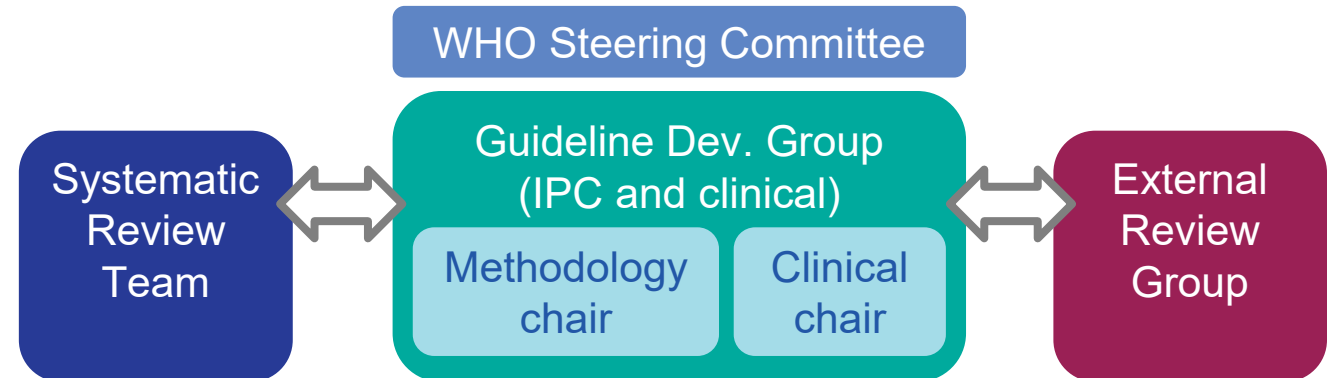 WHO Steering Committee
Systematic
Review
Team
Guideline Dev. Group
(IPC and clinical)
Methodology
chair
Clinical
chair
External
Review
Group